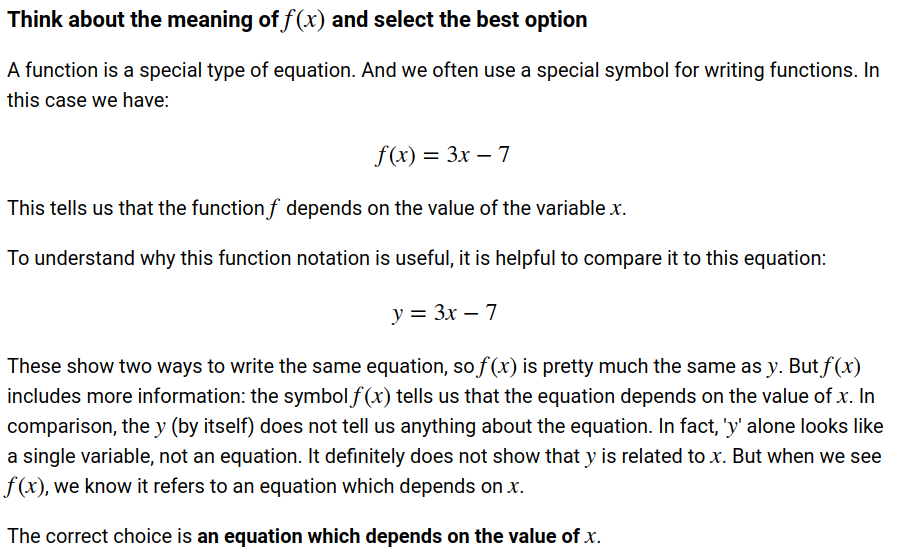 Think about the meaning of f(x) and select the best option
A function is a special type of equation. And we often use a special symbol for writing functions. In
this case we have:
f(x) = 3x − 7
This tells us that the function f depends on the value of the variable x.
To understand why this function notation is useful, it is helpful to compare it to this equation:
y = 3x − 7
These show two ways to write the same equation, so f(x) is pretty much the same as y. But f(x)
includes more information: the symbol f(x) tells us that the equation depends on the value of x. In
comparison, the y (by itself) does not tell us anything about the equation. In fact, 'y' alone looks like
a single variable, not an equation. It definitely does not show that y is related to x. But when we see
f(x), we know it refers to an equation which depends on x.
The correct choice is an equation which depends on the value of x.